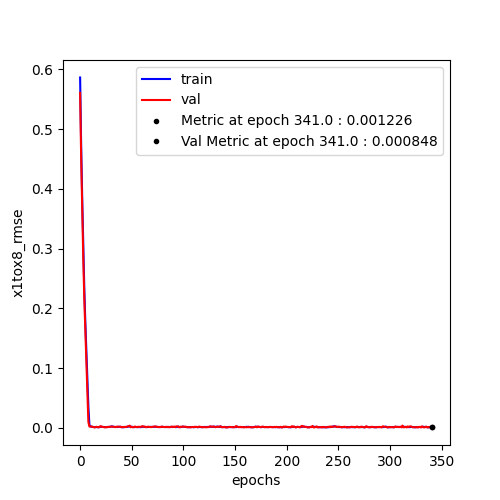 train
val
Metric at epoch 341.0 : 0.001226
Val Metric at epoch 341.0 : 0.000848
0.6
0.5
0.4
0.3
0.2
0.1
0.0
x1tox8_rmse
0 50 100 150 200 250 300 350
epochs